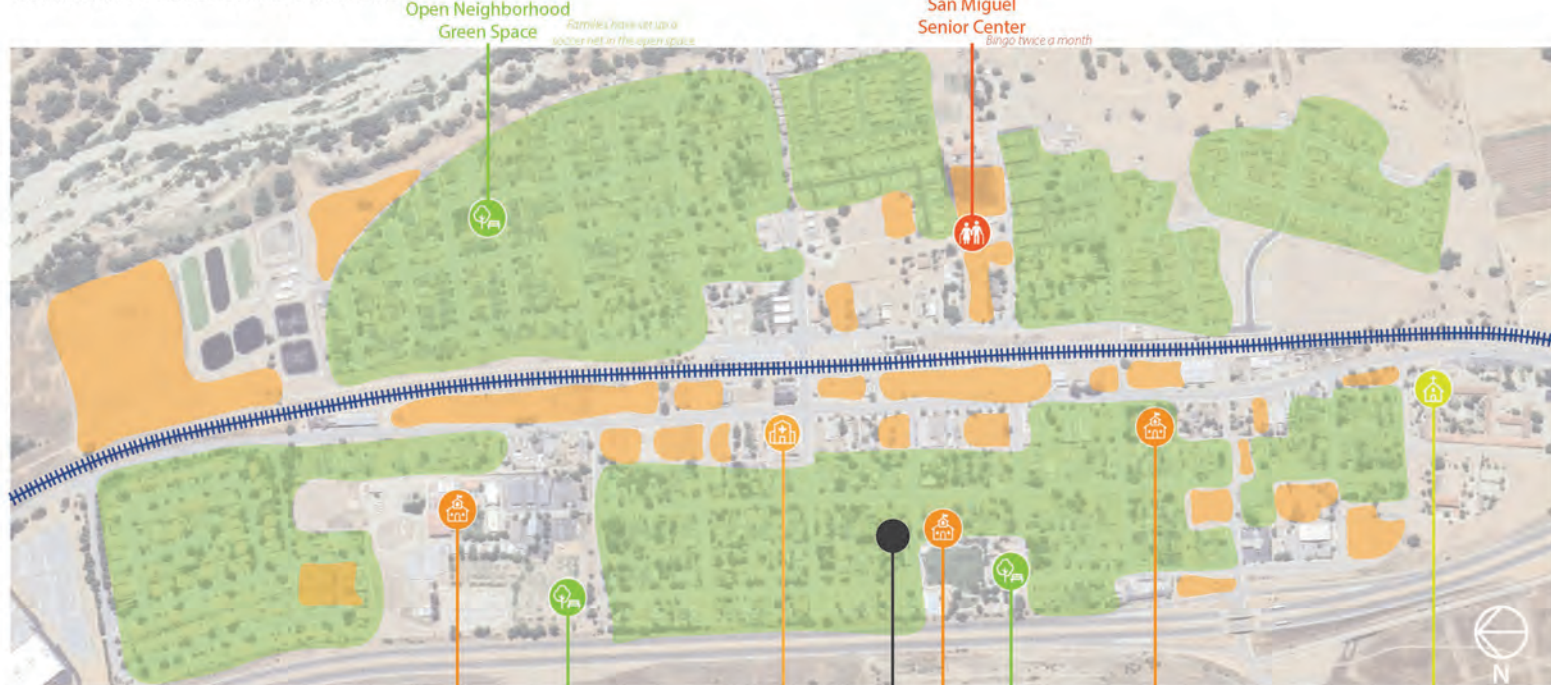 Open Neighborhood
Green Space
Families have set up a
soccer net in the open space
San Miguel
Senior Center
Bingo twice a month
N